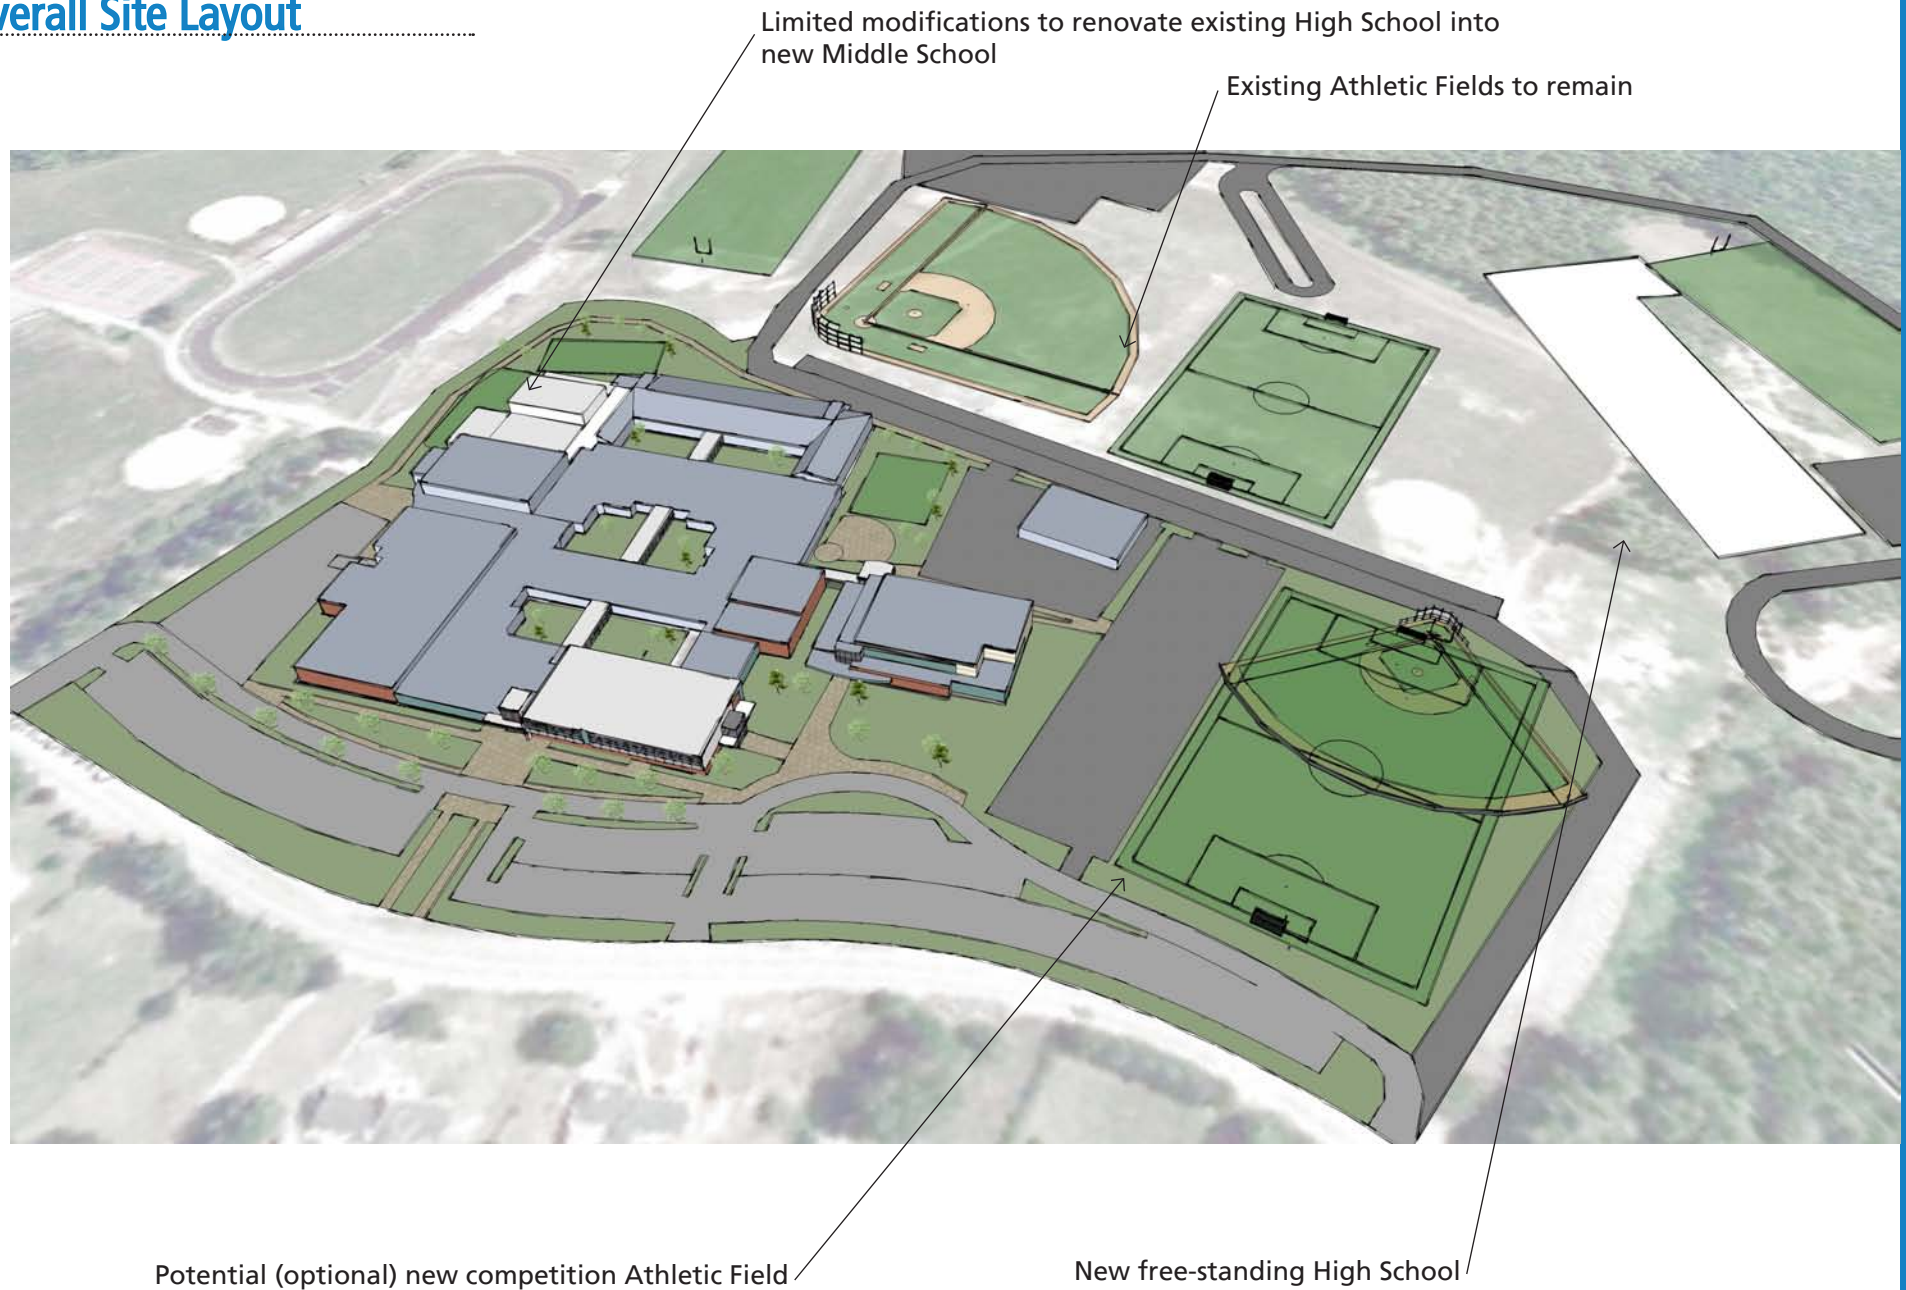 verall Site Layout
Limited modifications to renovate existing High School into
new Middle School
Existing Athletic Fields to remain
Potential (optional) new competition Athletic Field
New free-standing High School